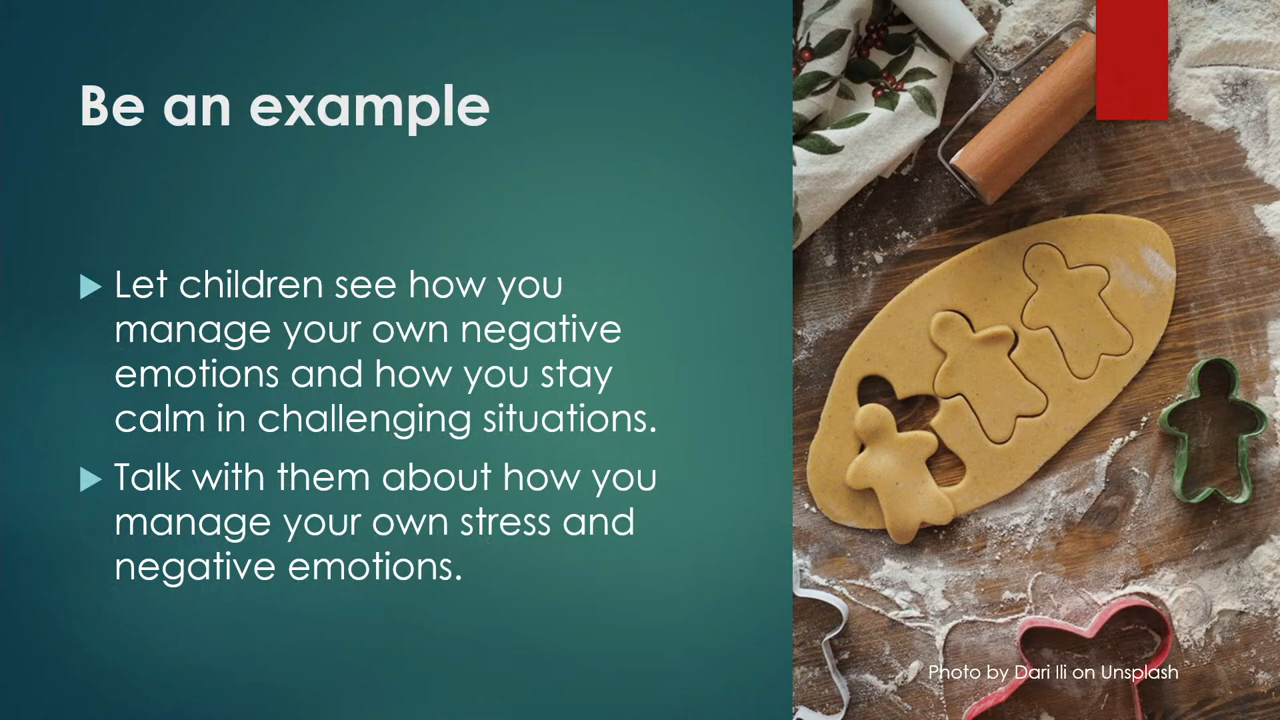 Be an example
Let children see how you
manage your own negative
emotions and how you stay
calm in challenging situations.
Talk with them about how you
manage your own stress and
negative emotions.
Photo by Dari lli on Unsplash